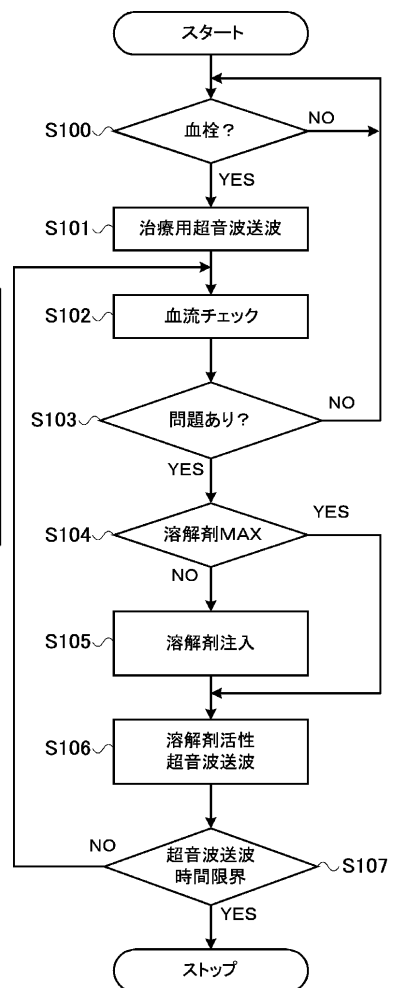 スタート
S100
血栓？
NO
YES
S101
治療用超音波送波
S102
血流チェック
S103
問題あり？
NO
YES
S104
溶解剤MAX
YES
NO
S105
溶解剤注入
S106
溶解剤活性
超音波送波
NO
超音波送波
時間限界
S107
YES
ストップ